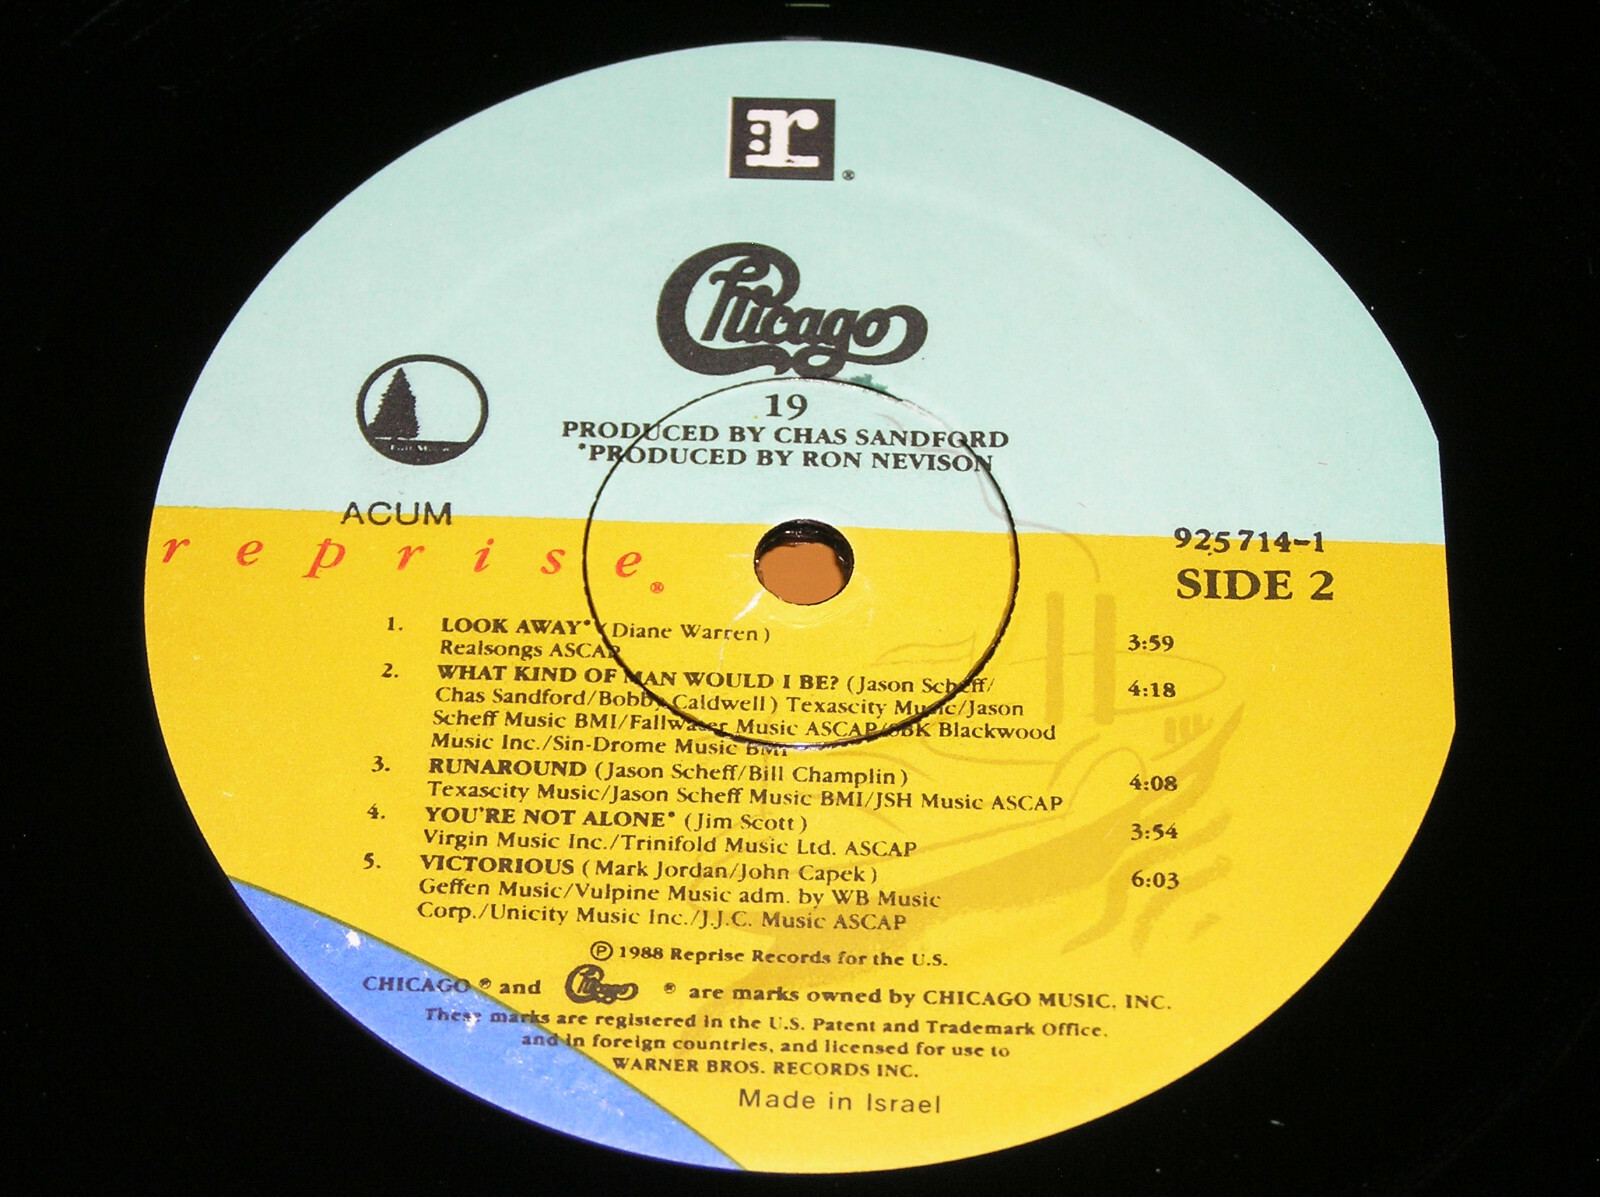 r ®
Chicago
19
PRODUCED BY CHAS SANDFORD
*PRODUCED BY RON NEVISON
ACUM
reprise ®
925714-1
SIDE 2
1. LOOK AWAY* (Diane Warren) 3:59
Realsongs ASCAP
2. WHAT KIND OF MAN WOULD I BE? (Jason Scheff/ 4:18
Chas Sandford/Bobby Caldwell) Texascity Music/Jason
Scheff Music BMI/Fallwater Music ASCAP/SBK Blackwood
Music Inc./Sin-Drome Music BMI
3. RUNAROUND (Jason Scheff/Bill Champlin) 4:08
Texascity Music/Jason Scheff Music BMI/JSH Music ASCAP
4. YOU'RE NOT ALONE* (Jim Scott) 3:54
Virgin Music Inc./Trinifold Music Ltd. ASCAP
5. VICTORIOUS (Mark Jordan/John Capek) 6:03
Geffen Music/Vulpine Music adm. by WB Music
Corp./Unicity Music Inc./J.J.C. Music ASCAP
℗ 1988 Reprise Records for the U.S.
CHICAGO ® and Chicago ® are marks owned by CHICAGO MUSIC, INC.
These marks are registered in the U.S. Patent and Trademark Office,
and in foreign countries, and licensed for use to
WARNER BROS. RECORDS INC.
Made in Israel